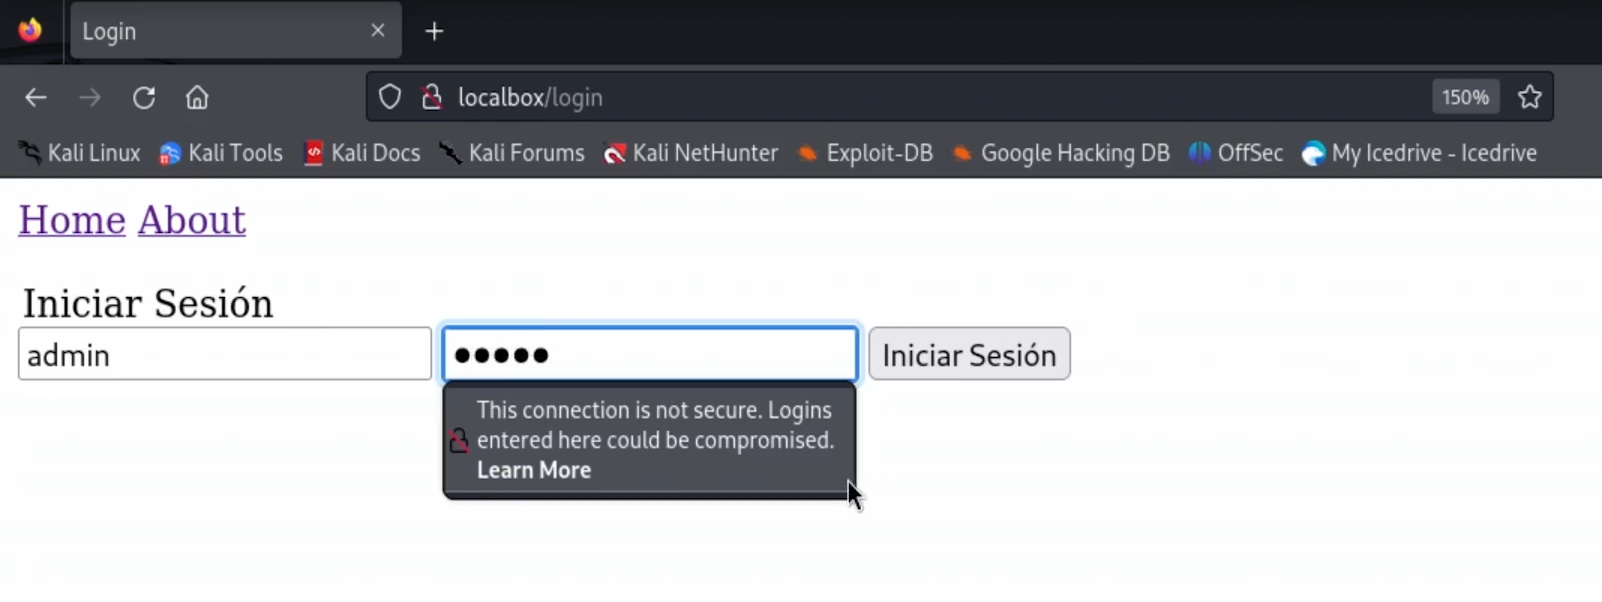 Login
localbox/login 150%
Kali Linux Kali Tools Kali Docs Kali Forums Kali NetHunter Exploit-DB Google Hacking DB OffSec My Icedrive - Icedrive
Home About
Iniciar Sesión
admin ●●●●● Iniciar Sesión
This connection is not secure. Logins
entered here could be compromised.
Learn More